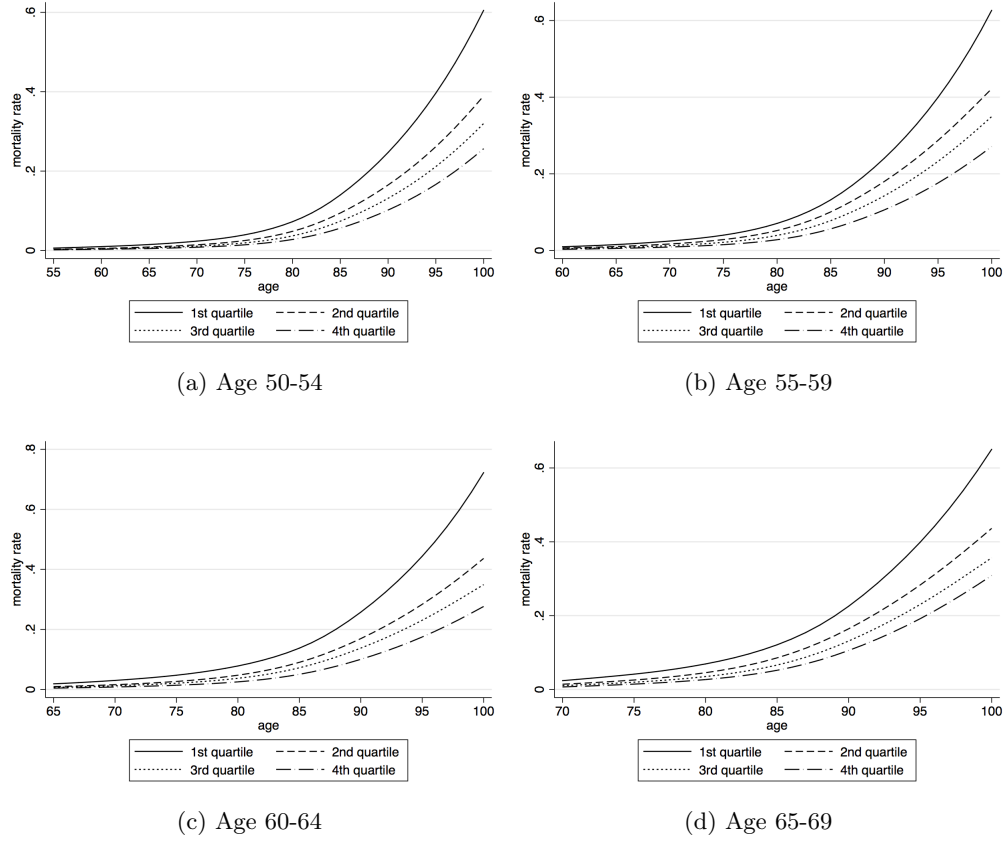 .6
.4
.2
0
mortality rate
55 60 65 70 75 80 85 90 95 100
age
1st quartile 2nd quartile
3rd quartile 4th quartile
(a) Age 50-54
.6
.4
.2
0
mortality rate
60 65 70 75 80 85 90 95 100
age
1st quartile 2nd quartile
3rd quartile 4th quartile
(b) Age 55-59
.8
.6
.4
.2
0
mortality rate
65 70 75 80 85 90 95 100
age
1st quartile 2nd quartile
3rd quartile 4th quartile
(c) Age 60-64
.6
.4
.2
0
mortality rate
70 75 80 85 90 95 100
age
1st quartile 2nd quartile
3rd quartile 4th quartile
(d) Age 65-69